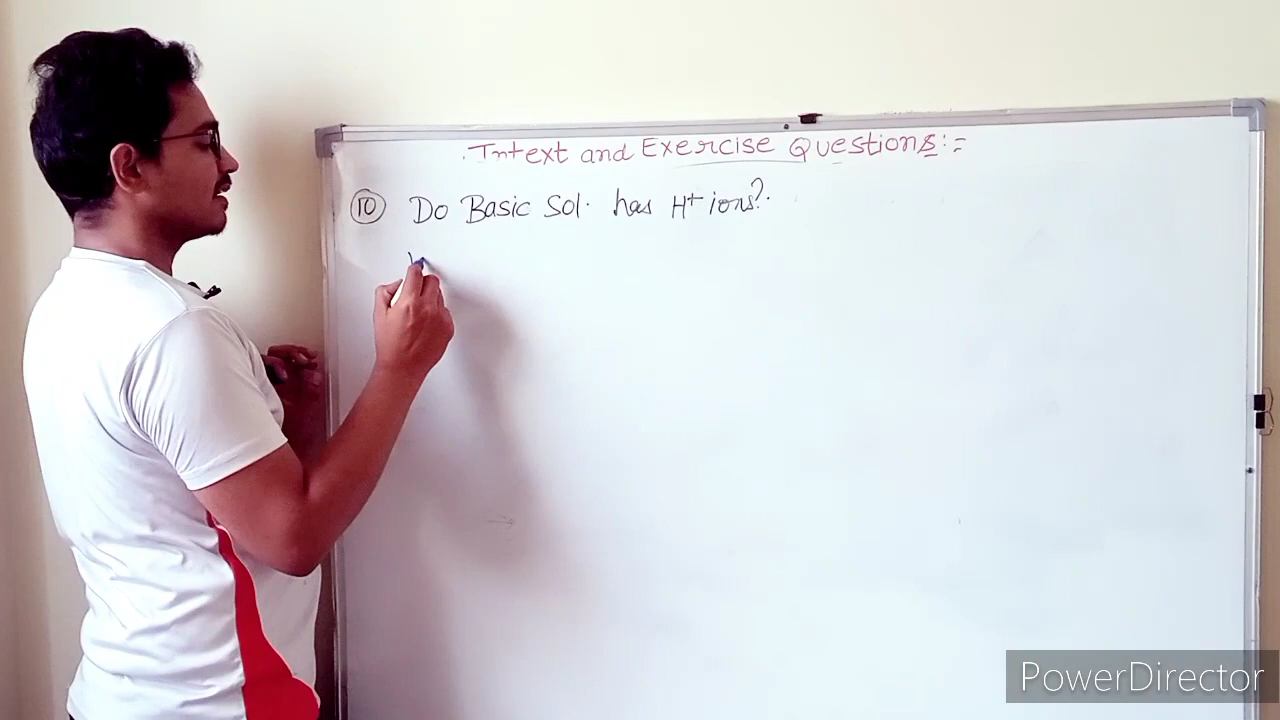 Intext and Exercise Questions:-
10 Do Basic Sol. has H+ ions?.
PowerDirector